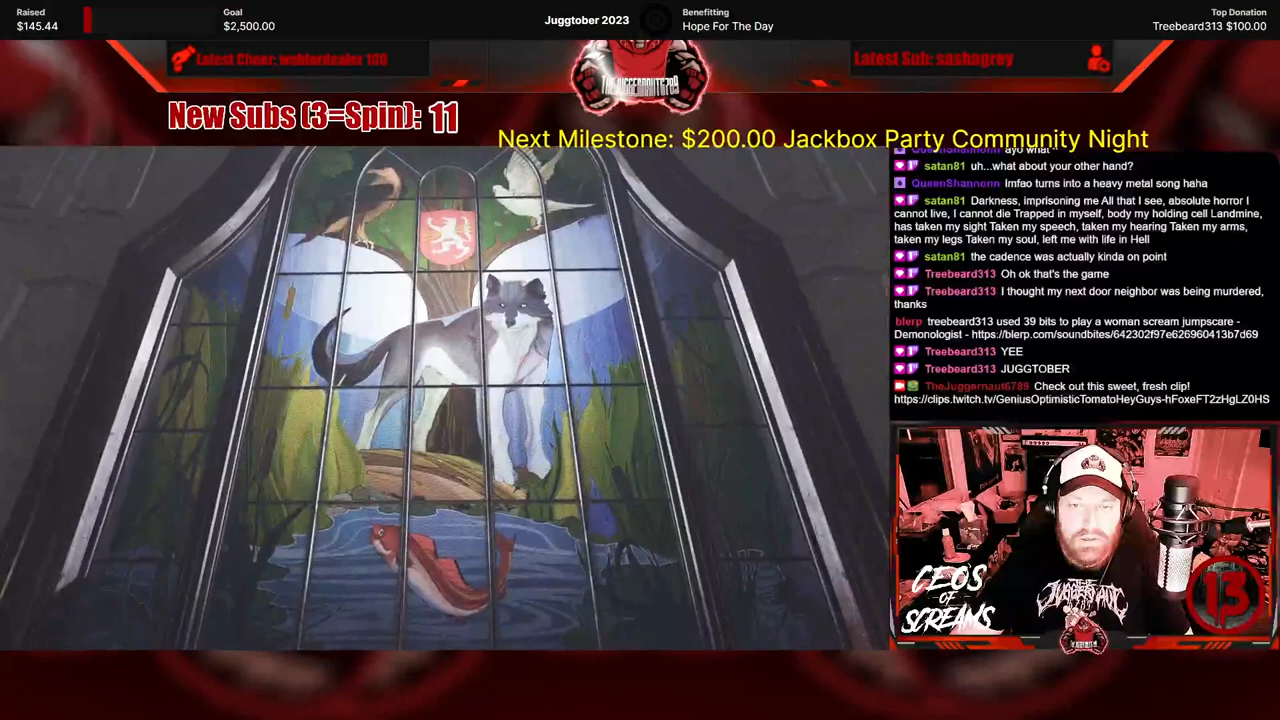 Raised
$145.44
Goal
$2,500.00
Juggtober 2023
Benefitting
Hope For The Day
Top Donation
Treebeard313 $100.00
Latest Cheer: wehlordealer 100
THEJUGGERNAUT6789
Latest Sub: sashagrey
New Subs (3=Spin): 11
Next Milestone: $200.00 Jackbox Party Community Night
QueenShannonn ayo what
satan81 uh...what about your other hand?
QueenShannonn lmfao turns into a heavy metal song haha
satan81 Darkness, imprisoning me All that I see, absolute horror I
cannot live, I cannot die Trapped in myself, body my holding cell Landmine,
has taken my sight Taken my speech, taken my hearing Taken my arms,
taken my legs Taken my soul, left me with life in Hell
satan81 the cadence was actually kinda on point
Treebeard313 Oh ok that's the game
Treebeard313 I thought my next door neighbor was being murdered,
thanks
blerp treebeard313 used 39 bits to play a woman scream jumpscare -
Demonologist - https://blerp.com/soundbites/642302f97e626960413b7d69
Treebeard313 YEE
Treebeard313 JUGGTOBER
TheJuggernaut6789 Check out this sweet, fresh clip!
https://clips.twitch.tv/GeniusOptimisticTomatoHeyGuys-hFoxeFT2zHgLZ0HS
CEOS
OF
SCREAMS
THE
JUGGERNAUT
13